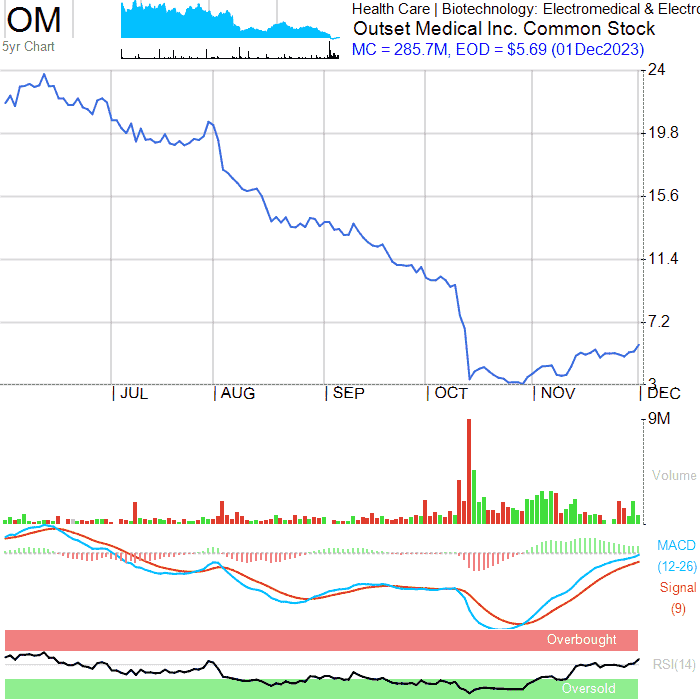 OM
5yr Chart
Health Care | Biotechnology: Electromedical & Electro
Outset Medical Inc. Common Stock
MC = 285.7M, EOD = $5.69 (01Dec2023)
24
19.8
15.6
11.4
7.2
3
| JUL | AUG | SEP | OCT | NOV | DEC
9M
Volume
MACD
(12-26)
Signal
(9)
Overbought
RSI(14)
Oversold